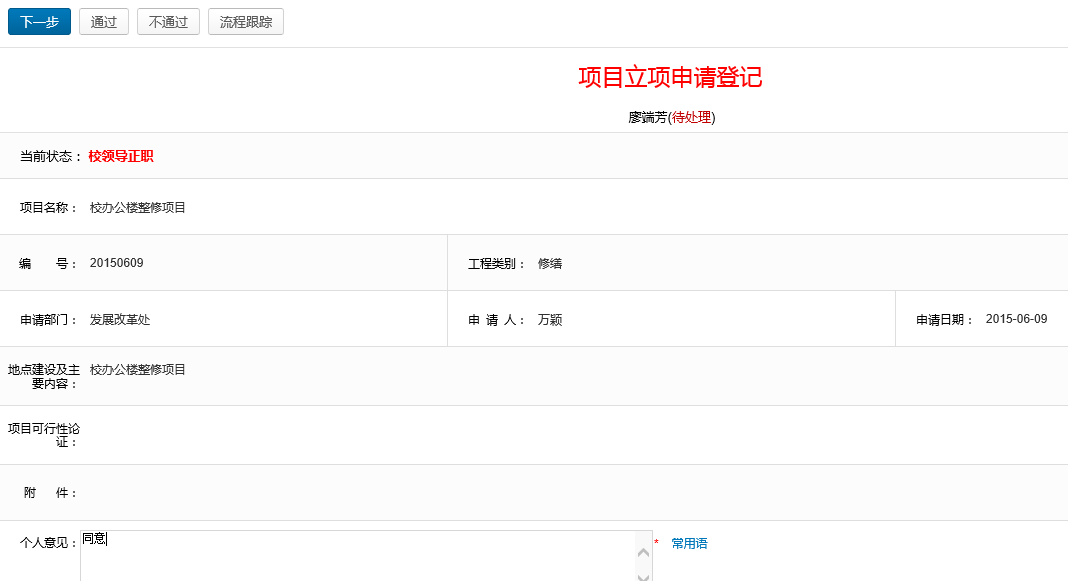 下一步 通过 不通过 流程跟踪
项目立项申请登记
廖端芳(待处理)
当前状态： 校领导正职
项目名称： 校办公楼整修项目
编 号： 20150609 工程类别： 修缮
申请部门： 发展改革处 申 请 人： 万颖 申请日期： 2015-06-09
地点建设及主 校办公楼整修项目
要内容：
项目可行性论
证：
附 件：
个人意见： 同意 * 常用语